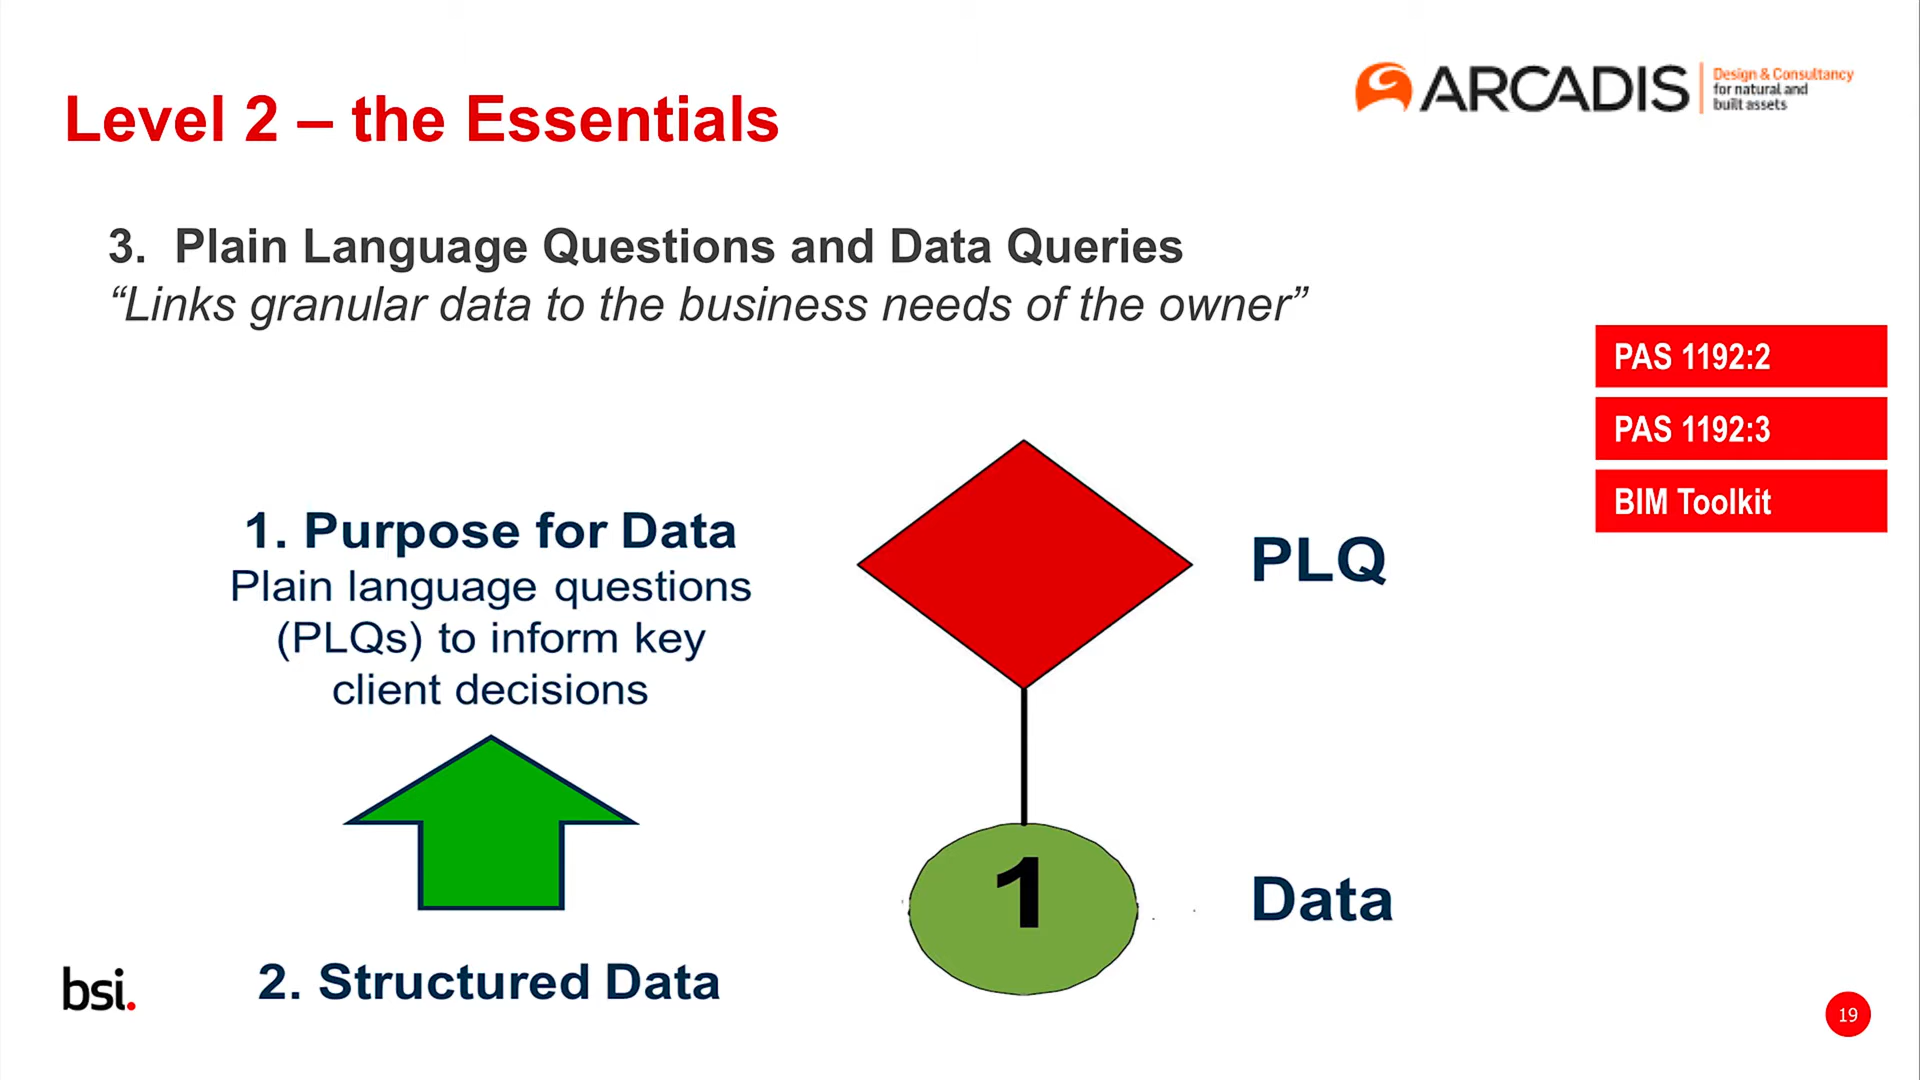 ARCADIS
Design & Consultancy
for natural and
built assets
Level 2 – the Essentials
3. Plain Language Questions and Data Queries
“Links granular data to the business needs of the owner”
PAS 1192:2
PAS 1192:3
BIM Toolkit
1. Purpose for Data
Plain language questions
(PLQs) to inform key
client decisions
PLQ
1
Data
2. Structured Data
bsi.
19